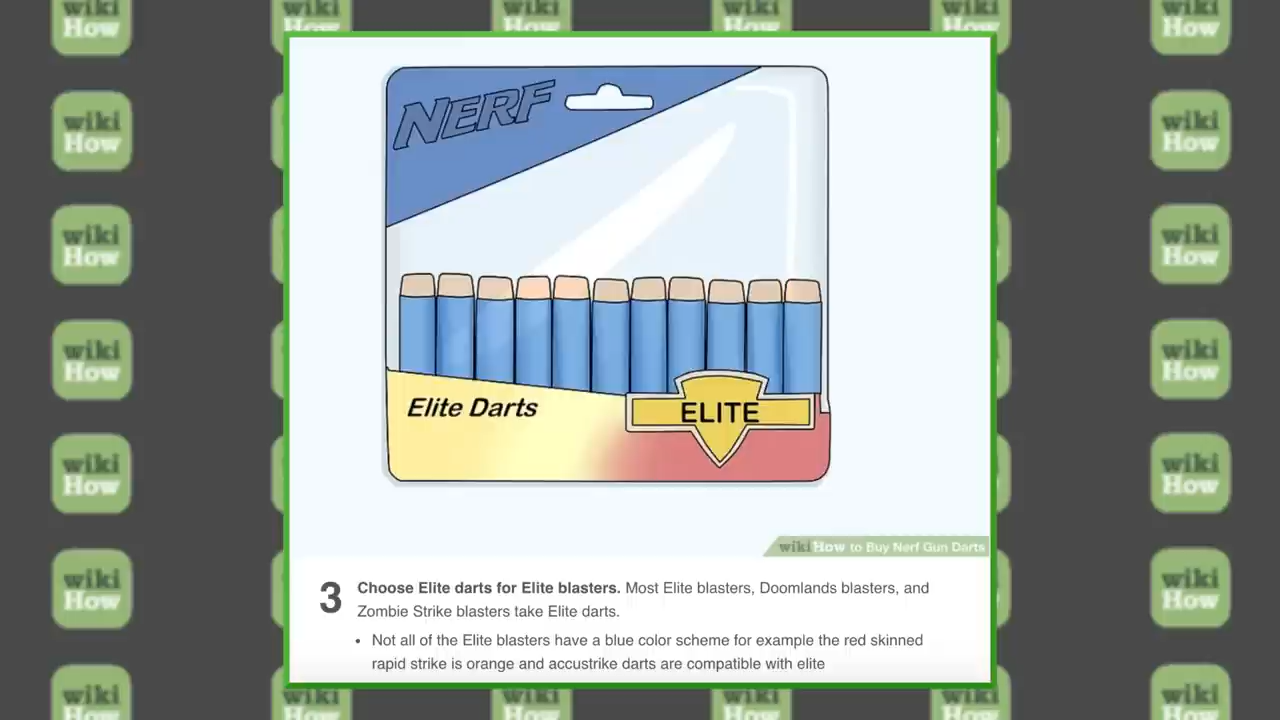 NERF
Elite Darts
ELITE
wikiHow to Buy Nerf Gun Darts
3
Choose Elite darts for Elite blasters. Most Elite blasters, Doomlands blasters, and
Zombie Strike blasters take Elite darts.
• Not all of the Elite blasters have a blue color scheme for example the red skinned
rapid strike is orange and accustrike darts are compatible with elite